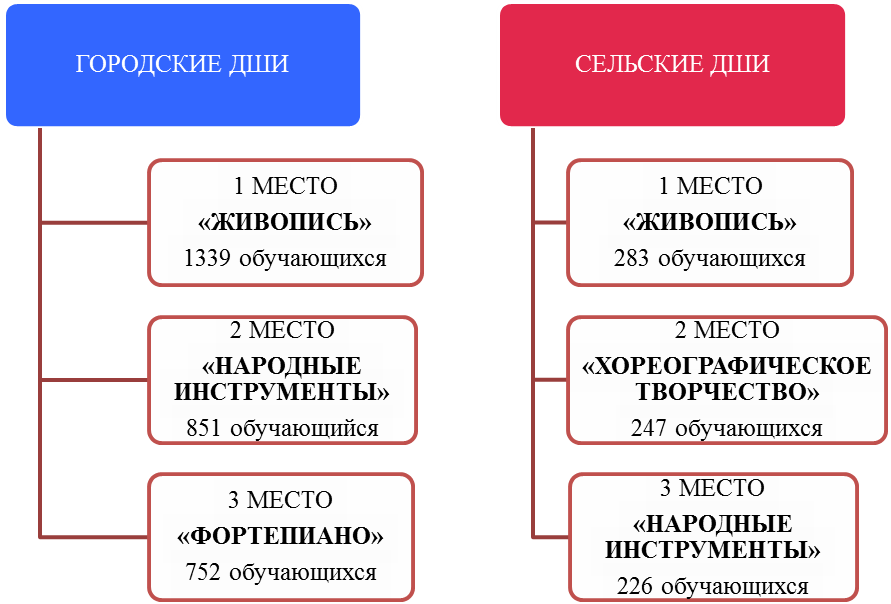 ГОРОДСКИЕ ДШИ
1 МЕСТО
«ЖИВОПИСЬ»
1339 обучающихся
2 МЕСТО
«НАРОДНЫЕ
ИНСТРУМЕНТЫ»
851 обучающийся
3 МЕСТО
«ФОРТЕПИАНО»
752 обучающихся
СЕЛЬСКИЕ ДШИ
1 МЕСТО
«ЖИВОПИСЬ»
283 обучающихся
2 МЕСТО
«ХОРЕОГРАФИЧЕСКОЕ
ТВОРЧЕСТВО»
247 обучающихся
3 МЕСТО
«НАРОДНЫЕ
ИНСТРУМЕНТЫ»
226 обучающихся